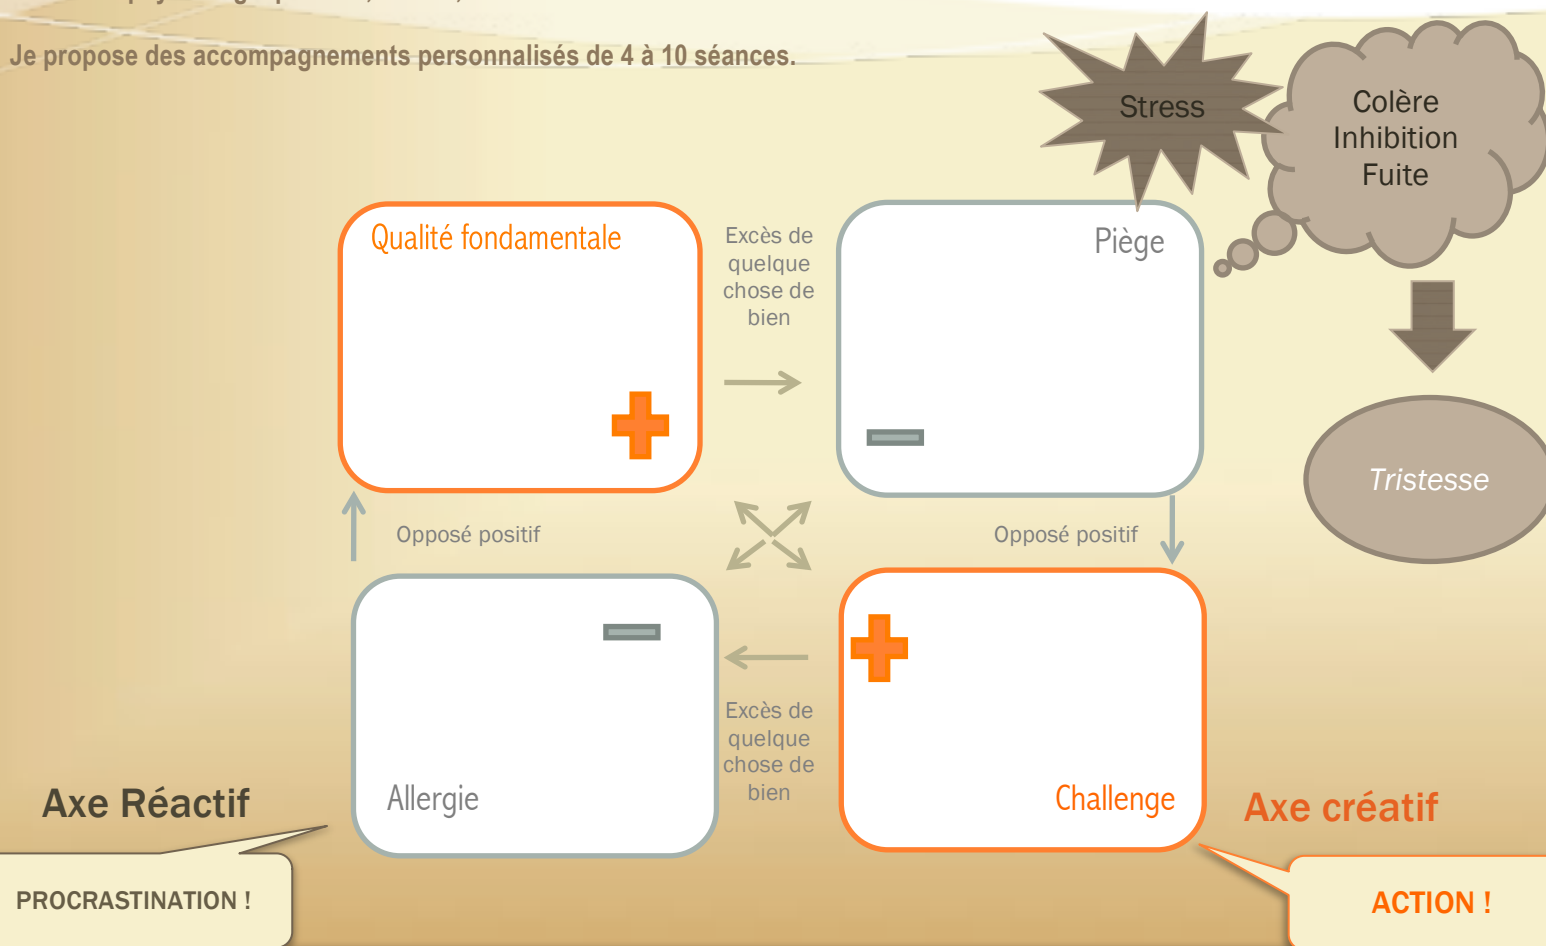 Je propose des accompagnements personnalisés de 4 à 10 séances.
Stress
Colère
Inhibition
Fuite
Qualité fondamentale
Excès de
quelque
chose de
bien
Piège
Tristesse
Opposé positif
Opposé positif
Allergie
Excès de
quelque
chose de
bien
Challenge
Axe Réactif
Axe créatif
PROCRASTINATION !
ACTION !